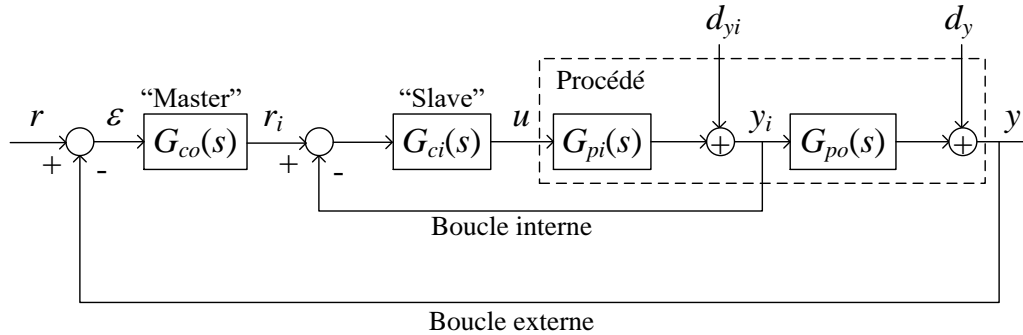 d_yi d_y
Procédé
“Master” “Slave”
r ε G_co(s) r_i G_ci(s) u G_pi(s) y_i G_po(s) y
+ - + - + +
Boucle interne
Boucle externe